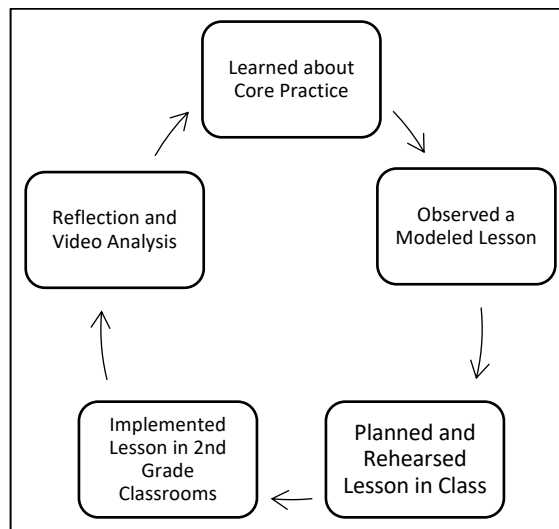 Learned about
Core Practice
Observed a
Modeled Lesson
Planned and
Rehearsed
Lesson in Class
Implemented
Lesson in 2nd
Grade
Classrooms
Reflection and
Video Analysis